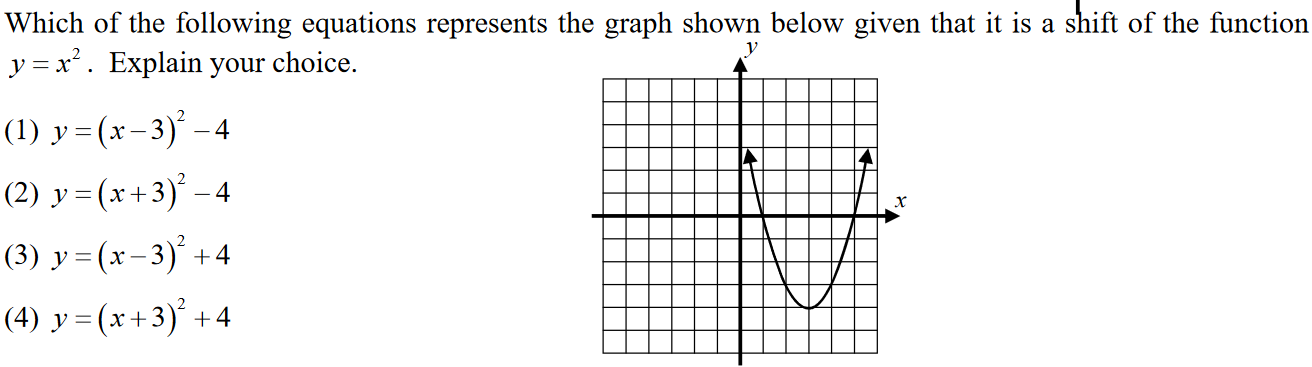 Which of the following equations represents the graph shown below given that it is a shift of the function
y = x². Explain your choice.
(1) y = (x − 3)² − 4
(2) y = (x + 3)² − 4
(3) y = (x − 3)² + 4
(4) y = (x + 3)² + 4
y
x